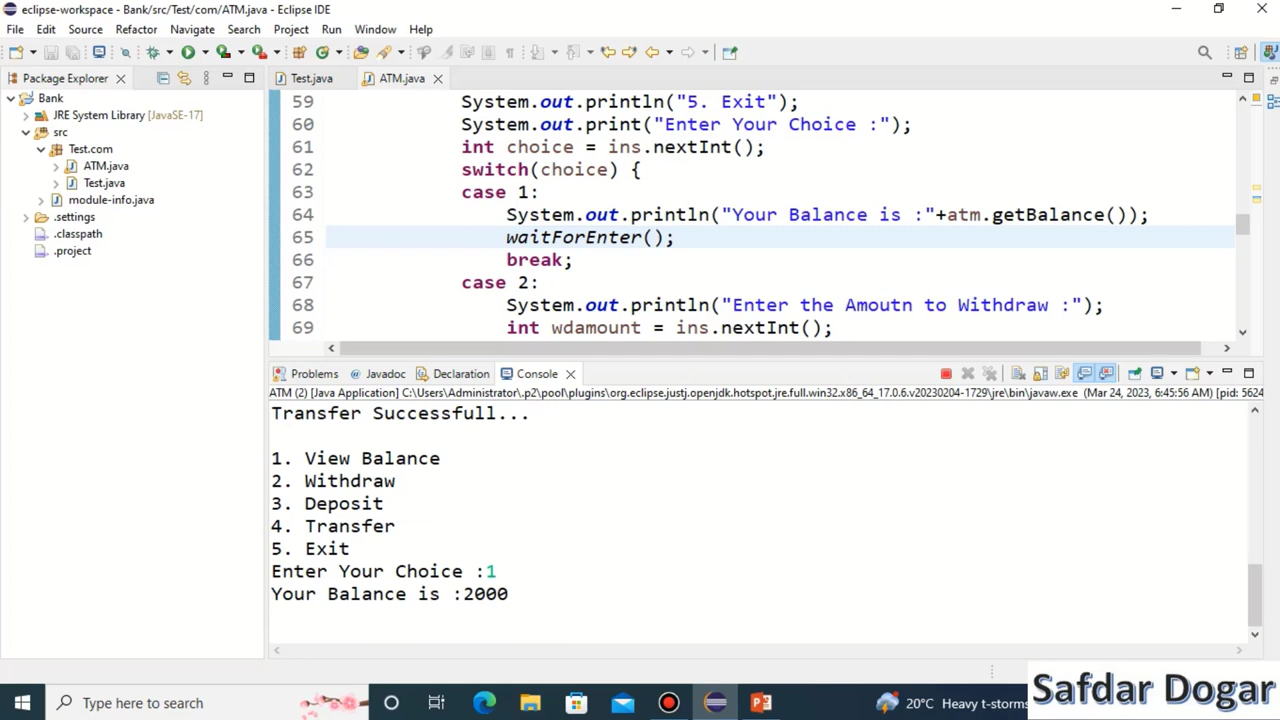 eclipse-workspace - Bank/src/Test/com/ATM.java - Eclipse IDE
File Edit Source Refactor Navigate Search Project Run Window Help
Package Explorer
Test.java
ATM.java
Bank
JRE System Library [JavaSE-17]
src
Test.com
ATM.java
Test.java
module-info.java
.settings
.classpath
.project
59 System.out.println("5. Exit");
60 System.out.print("Enter Your Choice :");
61 int choice = ins.nextInt();
62 switch(choice) {
63 case 1:
64 System.out.println("Your Balance is :"+atm.getBalance());
65 waitForEnter();
66 break;
67 case 2:
68 System.out.println("Enter the Amoutn to Withdraw :");
69 int wdamount = ins.nextInt();
Problems @ Javadoc Declaration Console
ATM (2) [Java Application] C:\Users\Administrator\.p2\pool\plugins\org.eclipse.justj.openjdk.hotspot.jre.full.win32.x86_64_17.0.6.v20230204-1729\jre\bin\javaw.exe (Mar 24, 2023, 6:45:56 AM) [pid: 5624
Transfer Successfull...
1. View Balance
2. Withdraw
3. Deposit
4. Transfer
5. Exit
Enter Your Choice :1
Your Balance is :2000
Type here to search
20°C Heavy t-storms
Safdar Dogar